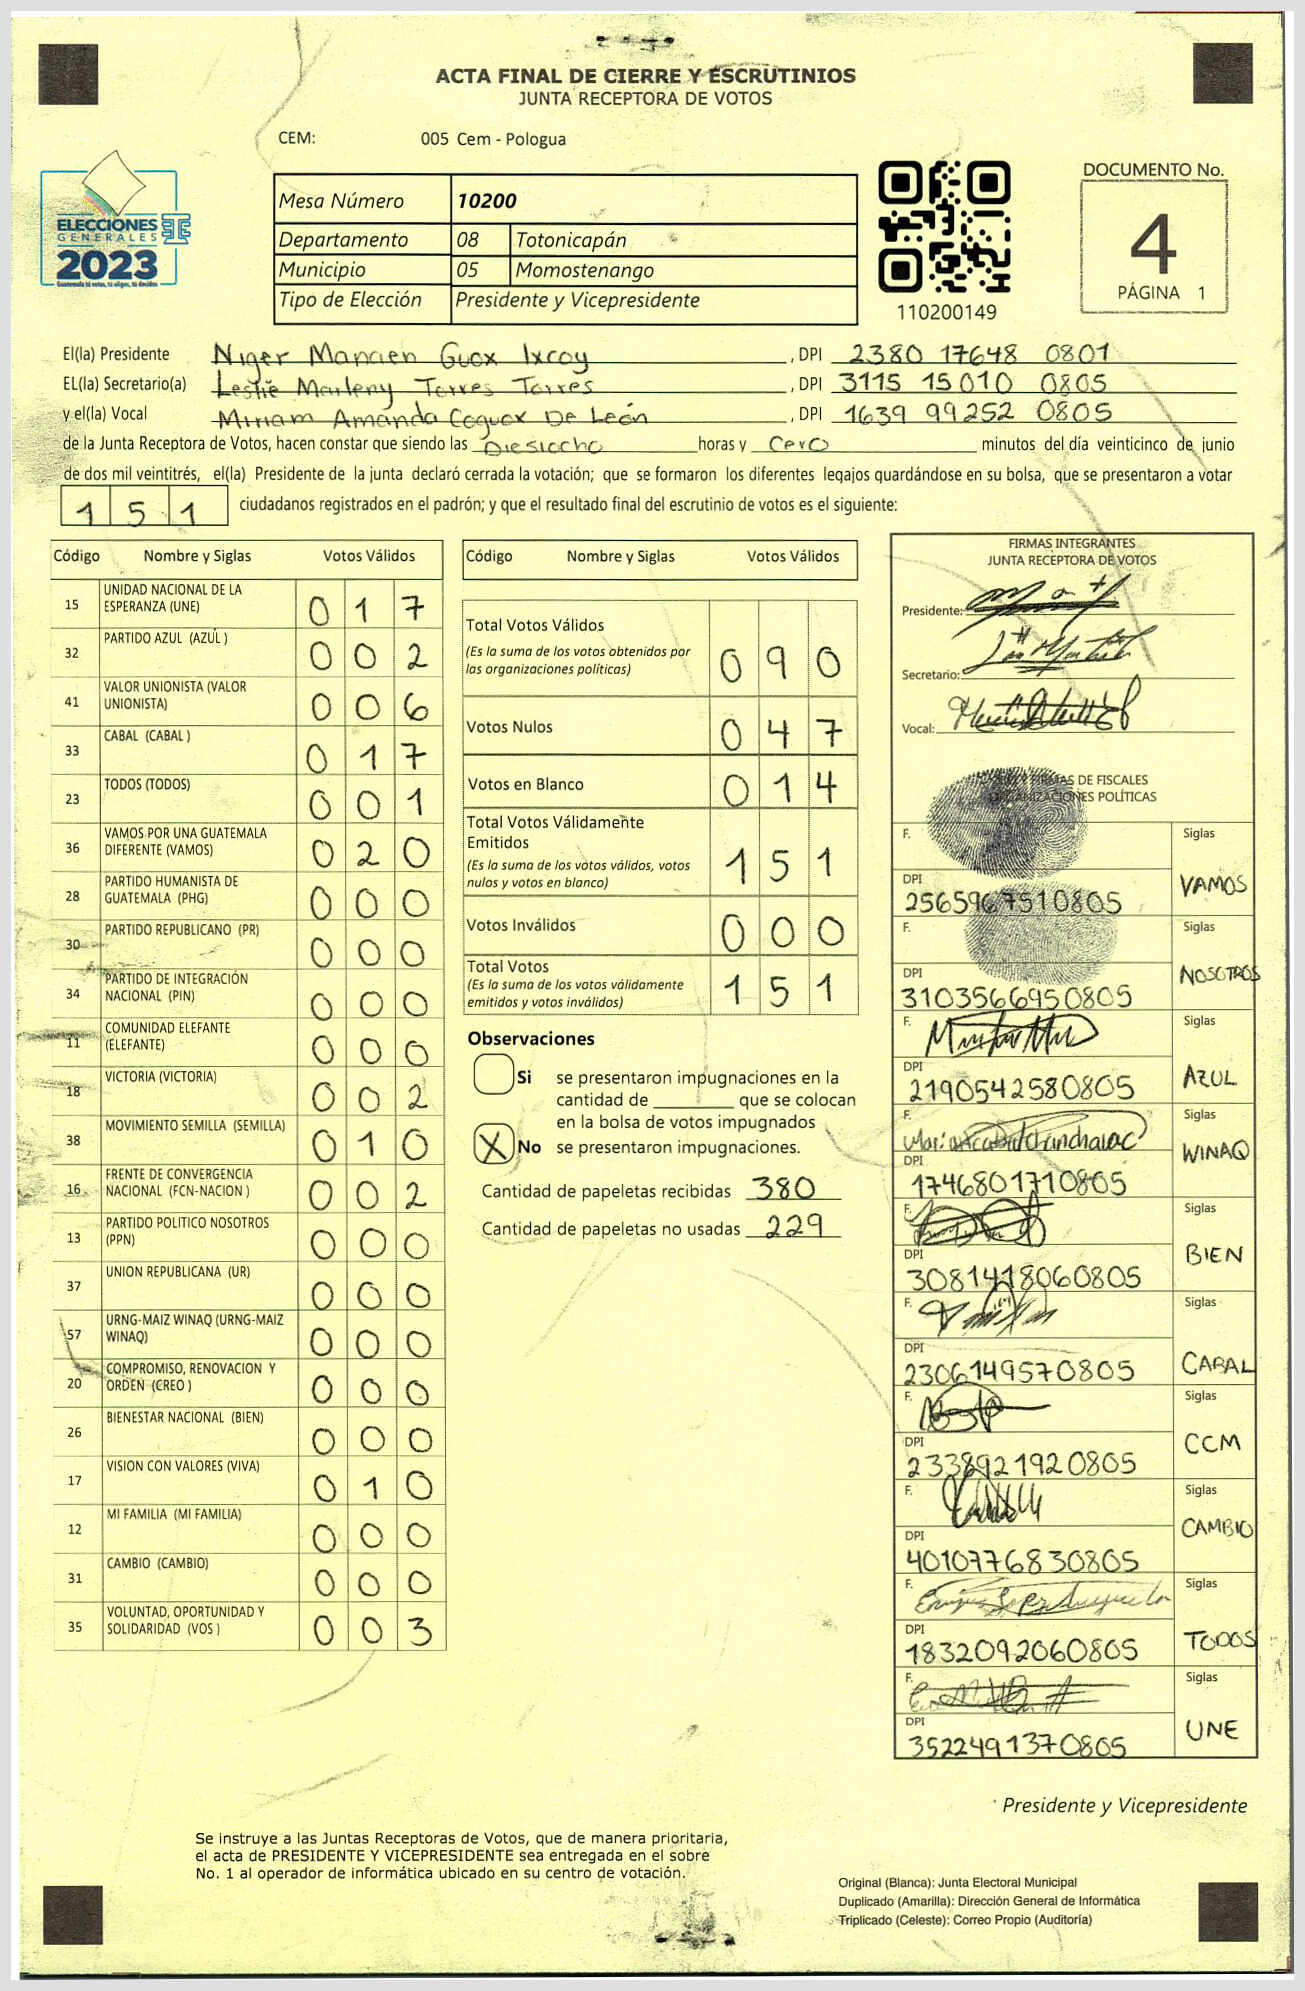 ACTA FINAL DE CIERRE Y ESCRUTINIOS
JUNTA RECEPTORA DE VOTOS
CEM: 005 Cem - Pologua
ELECCIONES
GENERALES
2023
Guatemala tú votas, tú eliges, tú decides
Mesa Número 10200
Departamento 08 Totonicapán
Municipio 05 Momostenango
Tipo de Elección Presidente y Vicepresidente
110200149
DOCUMENTO No.
4
PÁGINA 1
El(la) Presidente Niger Manden Guox Ixcoy, DPI 2380 17648 0801
EL(la) Secretario(a) Leslie Marleny Torres Torres, DPI 3115 15010 0805
y el(la) Vocal Miriam Amanda Coguox De León, DPI 1639 99252 0805
de la Junta Receptora de Votos, hacen constar que siendo las Diesiocho horas y cero minutos del día veinticinco de junio
de dos mil veintitrés, el(la) Presidente de la junta declaró cerrada la votación; que se formaron los diferentes legajos guardándose en su bolsa, que se presentaron a votar
151 ciudadanos registrados en el padrón; y que el resultado final del escrutinio de votos es el siguiente:
Código Nombre y Siglas Votos Válidos
15 UNIDAD NACIONAL DE LA ESPERANZA (UNE) 0 1 7
32 PARTIDO AZUL (AZUL ) 0 0 2
41 VALOR UNIONISTA (VALOR UNIONISTA) 0 0 6
33 CABAL (CABAL ) 0 1 7
23 TODOS (TODOS) 0 0 1
36 VAMOS POR UNA GUATEMALA DIFERENTE (VAMOS) 0 2 0
28 PARTIDO HUMANISTA DE GUATEMALA (PHG) 0 0 0
30 PARTIDO REPUBLICANO (PR) 0 0 0
34 PARTIDO DE INTEGRACIÓN NACIONAL (PIN) 0 0 0
11 COMUNIDAD ELEFANTE (ELEFANTE) 0 0 0
18 VICTORIA (VICTORIA) 0 0 2
38 MOVIMIENTO SEMILLA (SEMILLA) 0 1 0
16 FRENTE DE CONVERGENCIA NACIONAL (FCN-NACION ) 0 0 2
13 PARTIDO POLITICO NOSOTROS (PPN) 0 0 0
37 UNION REPUBLICANA (UR) 0 0 0
57 URNG-MAIZ WINAQ (URNG-MAIZ WINAQ) 0 0 0
20 COMPROMISO, RENOVACION Y ORDEN (CREO ) 0 0 0
26 BIENESTAR NACIONAL (BIEN) 0 0 0
17 VISION CON VALORES (VIVA) 0 1 0
12 MI FAMILIA (MI FAMILIA) 0 0 0
31 CAMBIO (CAMBIO) 0 0 0
35 VOLUNTAD, OPORTUNIDAD Y SOLIDARIDAD (VOS ) 0 0 3
Código Nombre y Siglas Votos Válidos
Total Votos Válidos 0 9 0
(Es la suma de los votos obtenidos por
las organizaciones políticas)
Votos Nulos 0 4 7
Votos en Blanco 0 1 4
Total Votos Válidamente
Emitidos 1 5 1
(Es la suma de los votos válidos, votos
nulos y votos en blanco)
Votos Inválidos 0 0 0
Total Votos 1 5 1
(Es la suma de los votos válidamente
emitidos y votos inválidos)
Observaciones
Si se presentaron impugnaciones en la
cantidad de ________ que se colocan
en la bolsa de votos impugnados
X No se presentaron impugnaciones.
Cantidad de papeletas recibidas 380
Cantidad de papeletas no usadas 229
FIRMAS INTEGRANTES
JUNTA RECEPTORA DE VOTOS
Presidente:
Secretario:
Vocal:
FIRMAS DE FISCALES
ORGANIZACIONES POLÍTICAS
F. Siglas
DPI 2565967510805 VAMOS
F. Siglas
DPI 3103566950805 NOSOTROS
F. Siglas
DPI 2190542580805 AZUL
F. Siglas
DPI 1746801710805 WINAQ
F. Siglas
DPI 3081418060805 BIEN
F. Siglas
DPI 2306149570805 CABAL
F. Siglas
DPI 2338921920805 CCM
F. Siglas
DPI 4010776830805 CAMBIO
F. Siglas
DPI 1832092060805 TODOS
F. Siglas
DPI 3522491370805 UNE
Presidente y Vicepresidente
Se instruye a las Juntas Receptoras de Votos, que de manera prioritaria,
el acta de PRESIDENTE Y VICEPRESIDENTE sea entregada en el sobre
No. 1 al operador de informática ubicado en su centro de votación.
Original (Blanca): Junta Electoral Municipal
Duplicado (Amarilla): Dirección General de Informática
Triplicado (Celeste): Correo Propio (Auditoría)